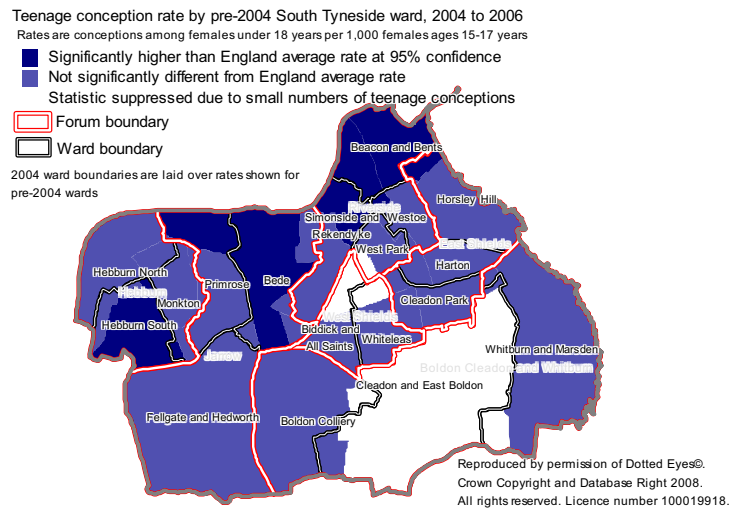 Teenage conception rate by pre-2004 South Tyneside ward, 2004 to 2006
Rates are conceptions among females under 18 years per 1,000 females ages 15-17 years
Significantly higher than England average rate at 95% confidence
Not significantly different from England average rate
Statistic suppressed due to small numbers of teenage conceptions
Forum boundary
Ward boundary
2004 ward boundaries are laid over rates shown for
pre-2004 wards
Beacon and Bents
Horsley Hill
Riverside
Simonside and Westoe
Rekendyke
West Park
East Shields
Harton
Hebburn North
Hebburn
Monkton
Primrose
Bede
Cleadon Park
Hebburn South
West Shields
Biddick and
All Saints
Whiteleas
Jarrow
Whitburn and Marsden
Boldon Cleadon and Whitburn
Cleadon and East Boldon
Fellgate and Hedworth
Boldon Colliery
Reproduced by permission of Dotted Eyes©.
Crown Copyright and Database Right 2008.
All rights reserved. Licence number 100019918.